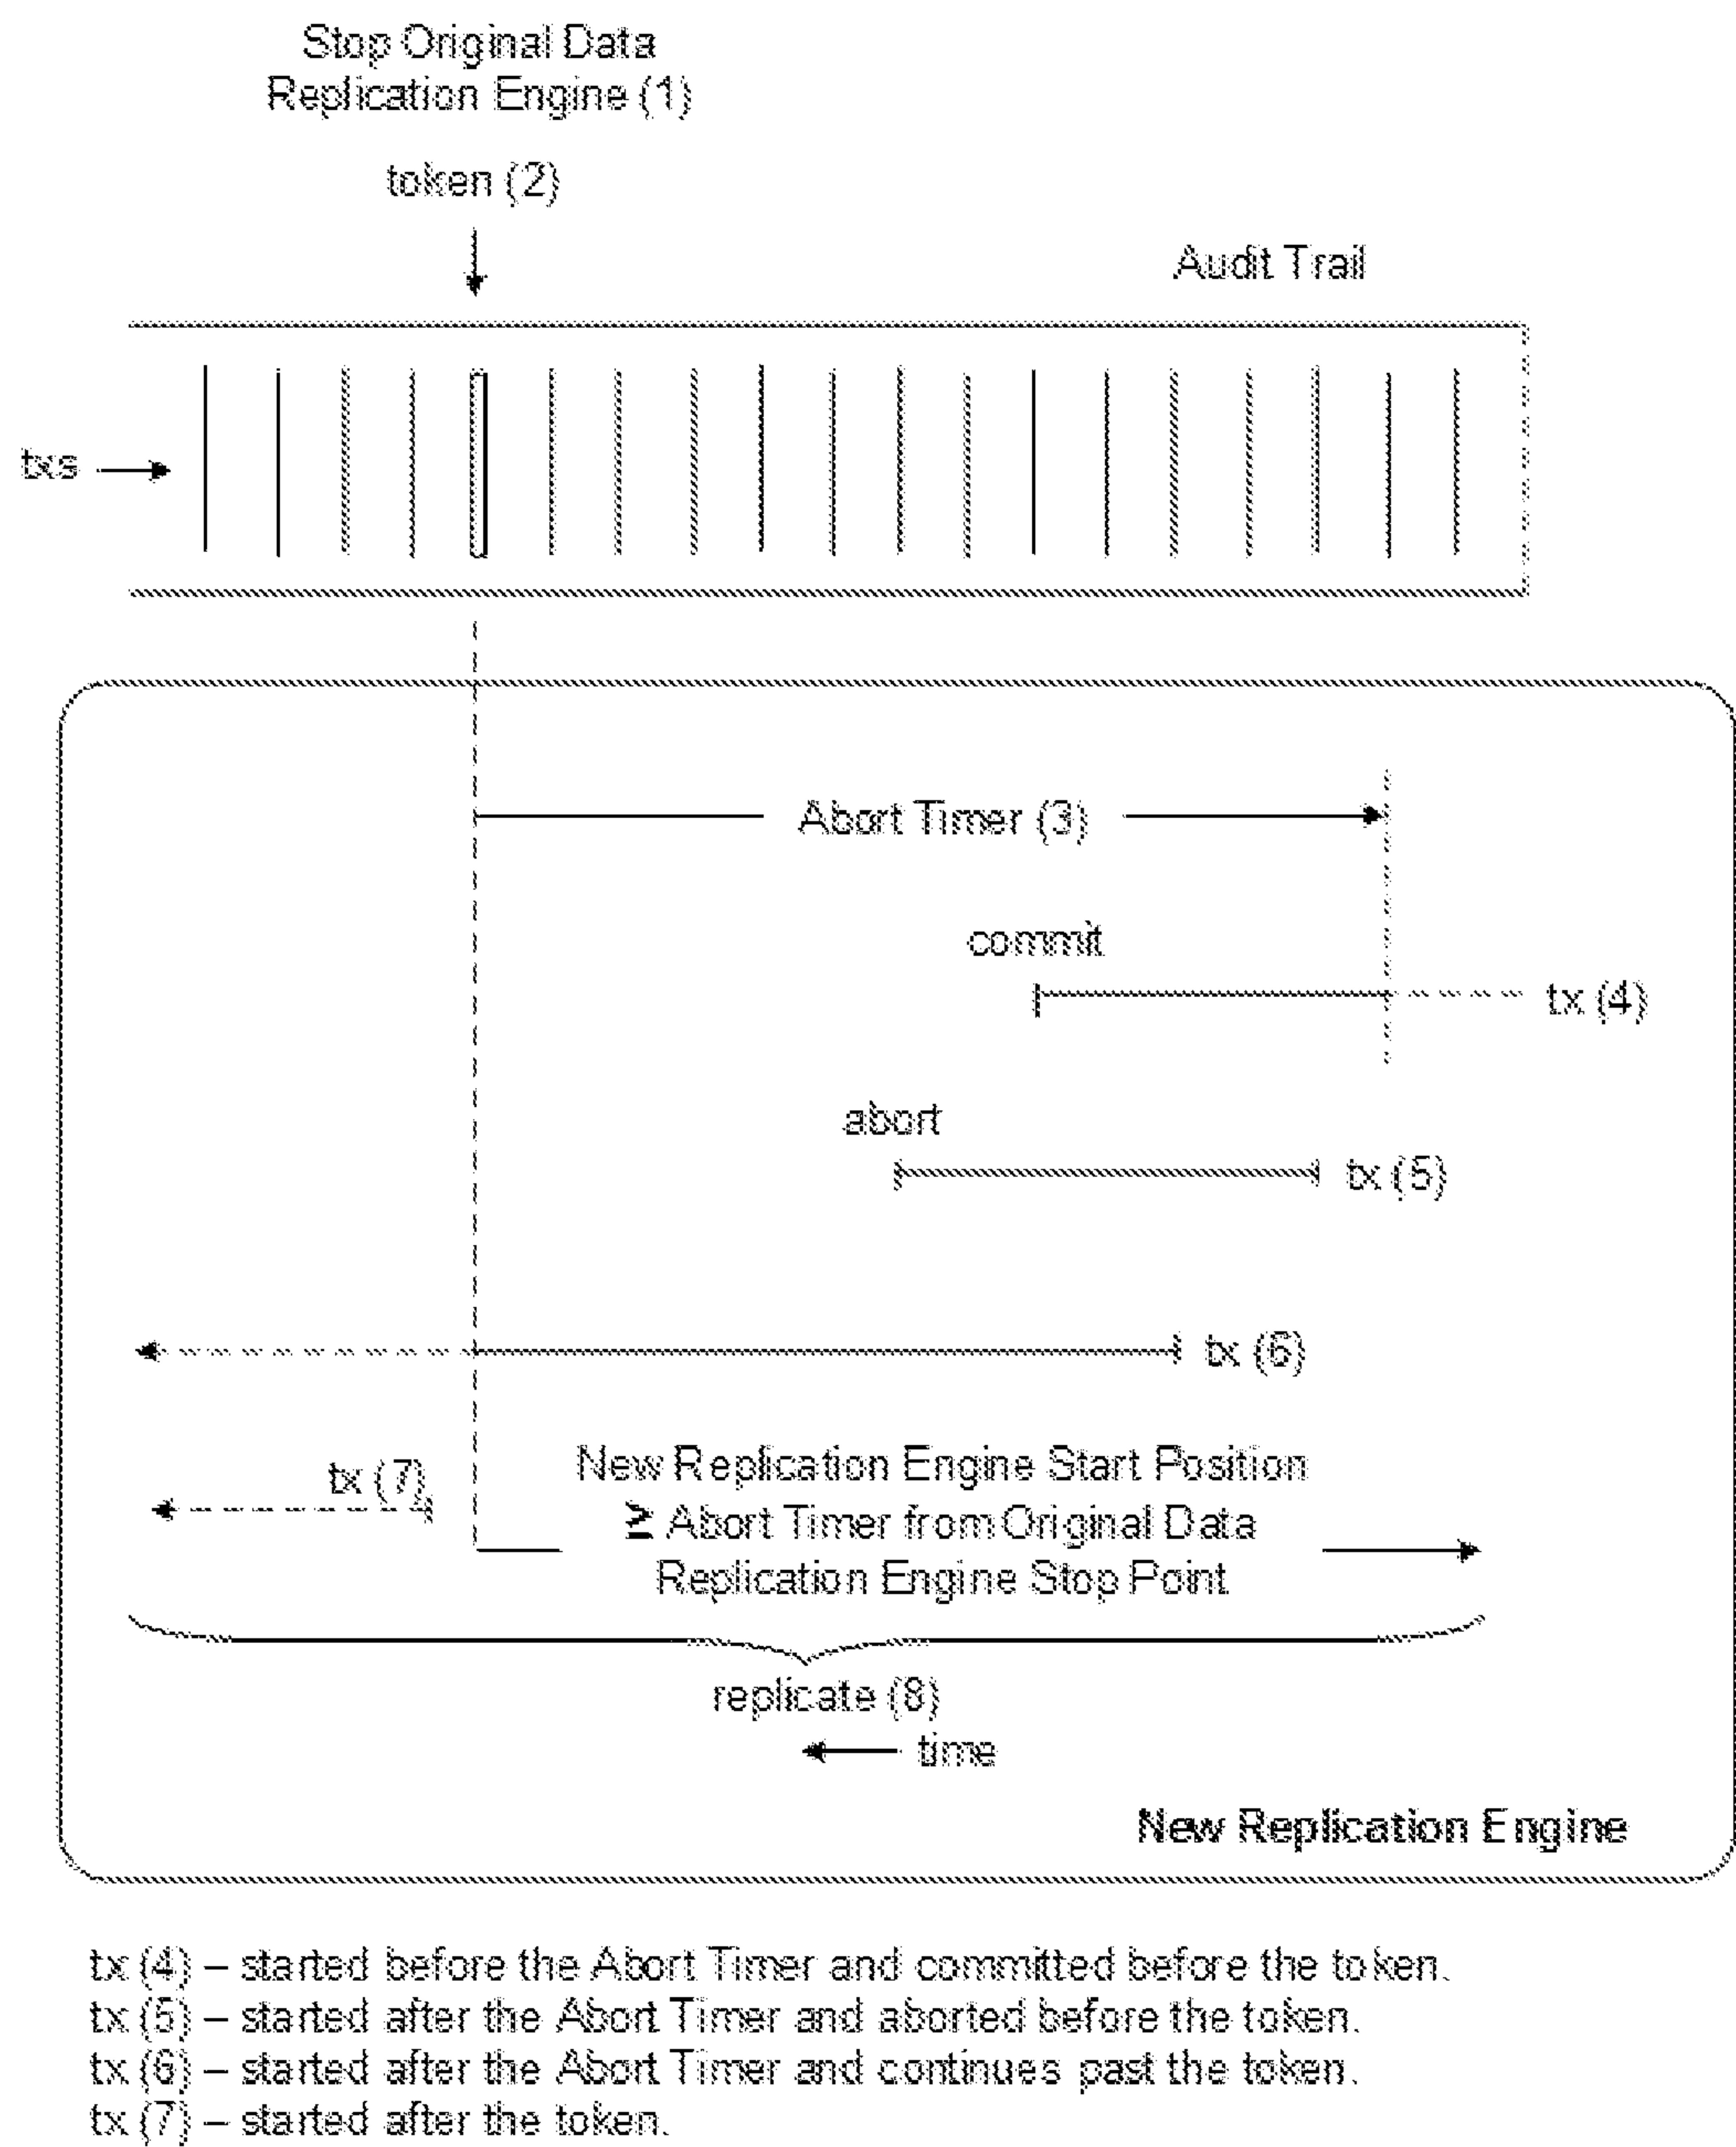 Stop Original Data
Replication Engine (1)
token (2)
Audit Trail
txs
Abort Timer (3)
commit
tx (4)
abort
tx (5)
tx (6)
tx (7)
New Replication Engine Start Position
≥ Abort Timer from Original Data
Replication Engine Stop Point
replicate (8)
time
New Replication Engine
tx (4) – started before the Abort Timer and committed before the token.
tx (5) – started after the Abort Timer and aborted before the token.
tx (6) – started after the Abort Timer and continues past the token.
tx (7) – started after the token.